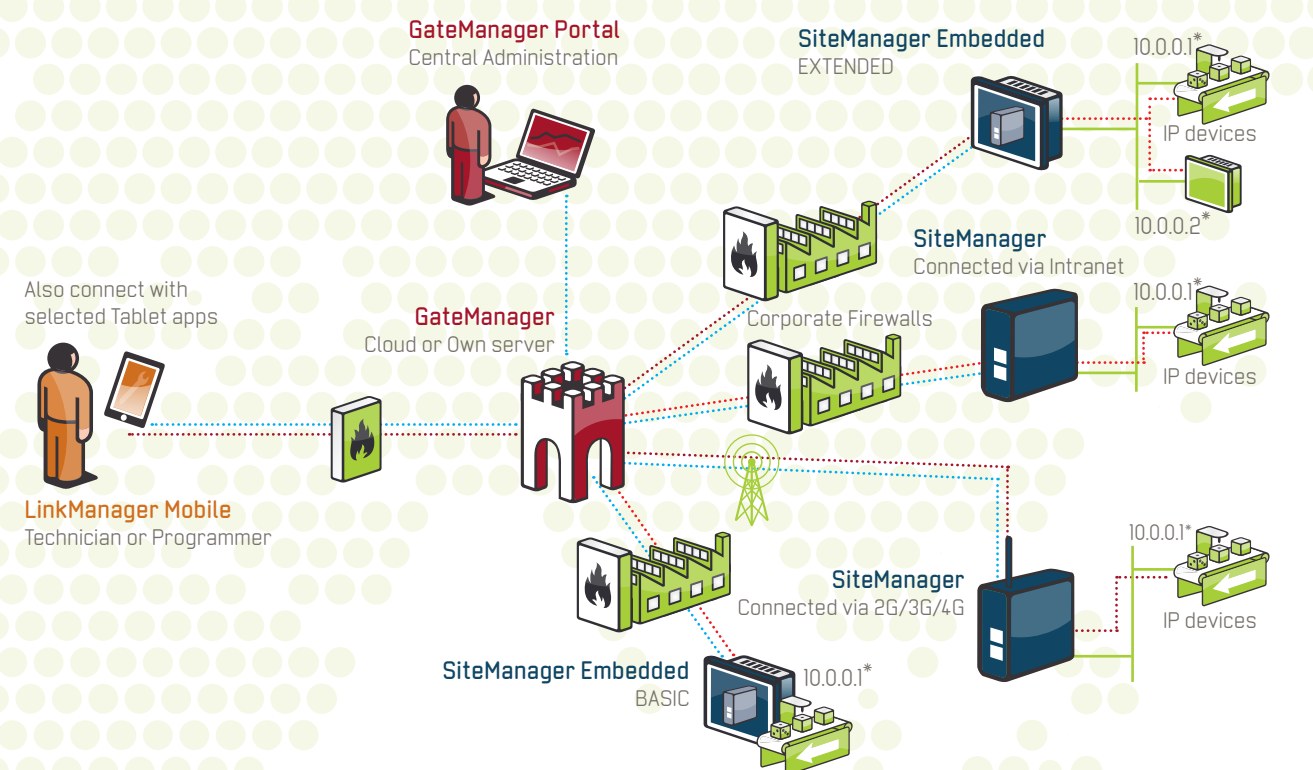 GateManager Portal
Central Administration
SiteManager Embedded
EXTENDED
10.0.0.1*
IP devices
10.0.0.2*
SiteManager
Connected via Intranet
10.0.0.1*
IP devices
Also connect with
selected Tablet apps
GateManager
Cloud or Own server
Corporate Firewalls
LinkManager Mobile
Technician or Programmer
SiteManager
Connected via 2G/3G/4G
10.0.0.1*
IP devices
SiteManager Embedded
BASIC
10.0.0.1*